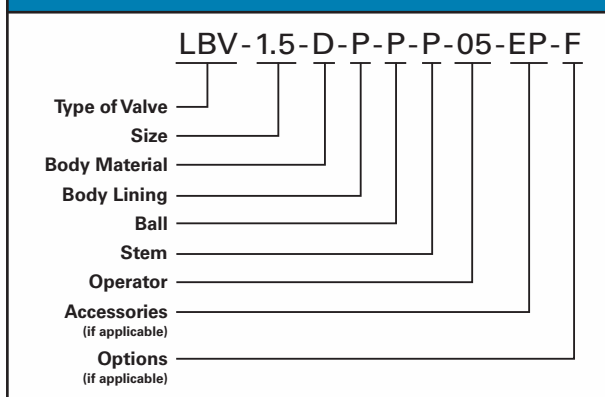 LBV-1.5-D-P-P-P-05-EP-F
Type of Valve
Size
Body Material
Body Lining
Ball
Stem
Operator
Accessories
(if applicable)
Options
(if applicable)